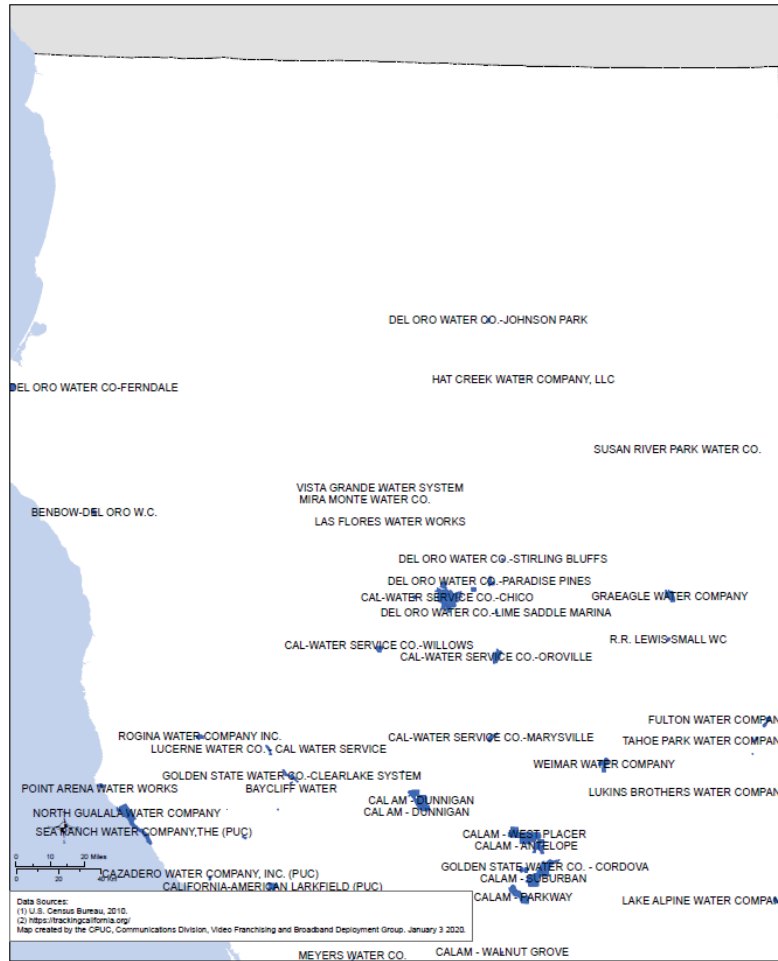 DEL ORO WATER CO.-JOHNSON PARK
HAT CREEK WATER COMPANY, LLC
DEL ORO WATER CO-FERNDALE
SUSAN RIVER PARK WATER CO.
VISTA GRANDE WATER SYSTEM
MIRA MONTE WATER CO.
BENBOW-DEL ORO W.C.
LAS FLORES WATER WORKS
DEL ORO WATER CO.-STIRLING BLUFFS
DEL ORO WATER CO.-PARADISE PINES
CAL-WATER SERVICE CO.-CHICO
GRAEAGLE WATER COMPANY
DEL ORO WATER CO.-LIME SADDLE MARINA
CAL-WATER SERVICE CO.-WILLOWS
R.R. LEWIS SMALL WC
CAL-WATER SERVICE CO.-OROVILLE
FULTON WATER COMPAN
ROGINA WATER COMPANY INC.
CAL-WATER SERVICE CO.-MARYSVILLE
TAHOE PARK WATER COMPAN
LUCERNE WATER CO. - CAL WATER SERVICE
WEIMAR WATER COMPANY
GOLDEN STATE WATER CO.-CLEARLAKE SYSTEM
POINT ARENA WATER WORKS
BAYCLIFF WATER
LUKINS BROTHERS WATER COMPAN
CAL AM - DUNNIGAN
CAL AM - DUNNIGAN
NORTH GUALALA WATER COMPANY
SEA RANCH WATER COMPANY,THE (PUC)
CALAM - WEST PLACER
CALAM - ANTELOPE
0 10 20 Miles
0 20 40 Km
CAZADERO WATER COMPANY, INC. (PUC)
GOLDEN STATE WATER CO. - CORDOVA
CALAM - SUBURBAN
CALIFORNIA-AMERICAN LARKFIELD (PUC)
CALAM - PARKWAY
LAKE ALPINE WATER COMPAN
Data Sources:
(1) U.S. Census Bureau, 2010.
(2) https://trackingcalifornia.org/
Map created by the CPUC, Communications Division, Video Franchising and Broadband Deployment Group. January 3 2020.
MEYERS WATER CO.
CALAM - WALNUT GROVE